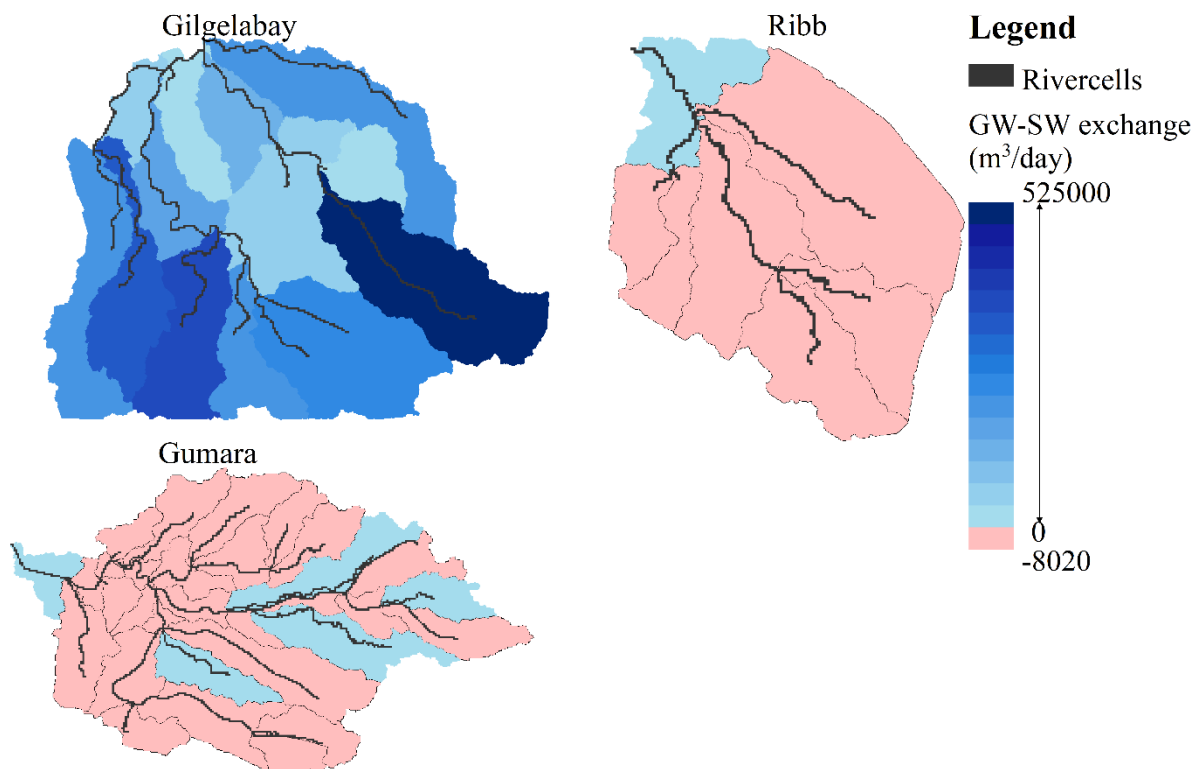 Gilgelabay
Ribb
Legend
Rivercells
GW-SW exchange
(m³/day)
525000
0
-8020
Gumara